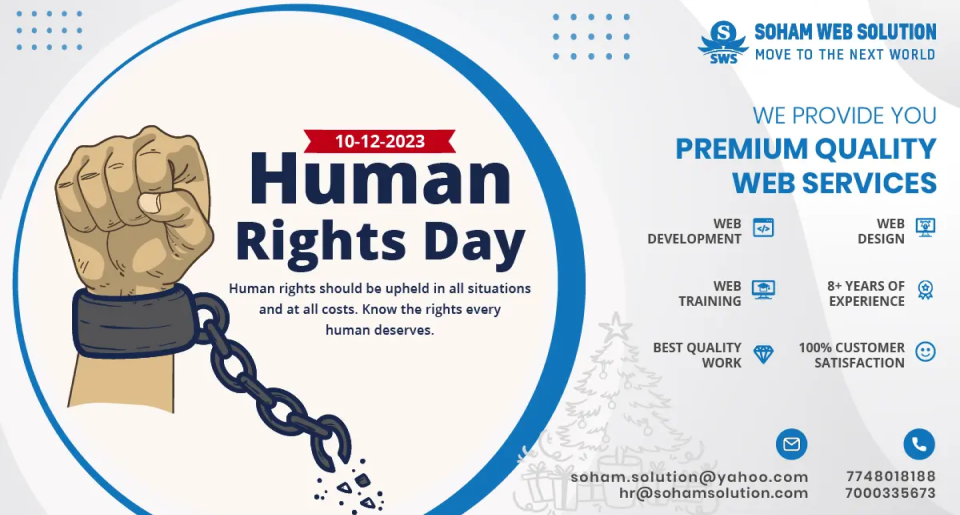 10-12-2023
Human
Rights Day
Human rights should be upheld in all situations
and at all costs. Know the rights every
human deserves.
S
SWS
SOHAM WEB SOLUTION
MOVE TO THE NEXT WORLD
WE PROVIDE YOU
PREMIUM QUALITY
WEB SERVICES
WEB
DEVELOPMENT
</>
WEB
DESIGN
WEB
TRAINING
8+ YEARS OF
EXPERIENCE
BEST QUALITY
WORK
100% CUSTOMER
SATISFACTION
soham.solution@yahoo.com
hr@sohamsolution.com
7748018188
7000335673